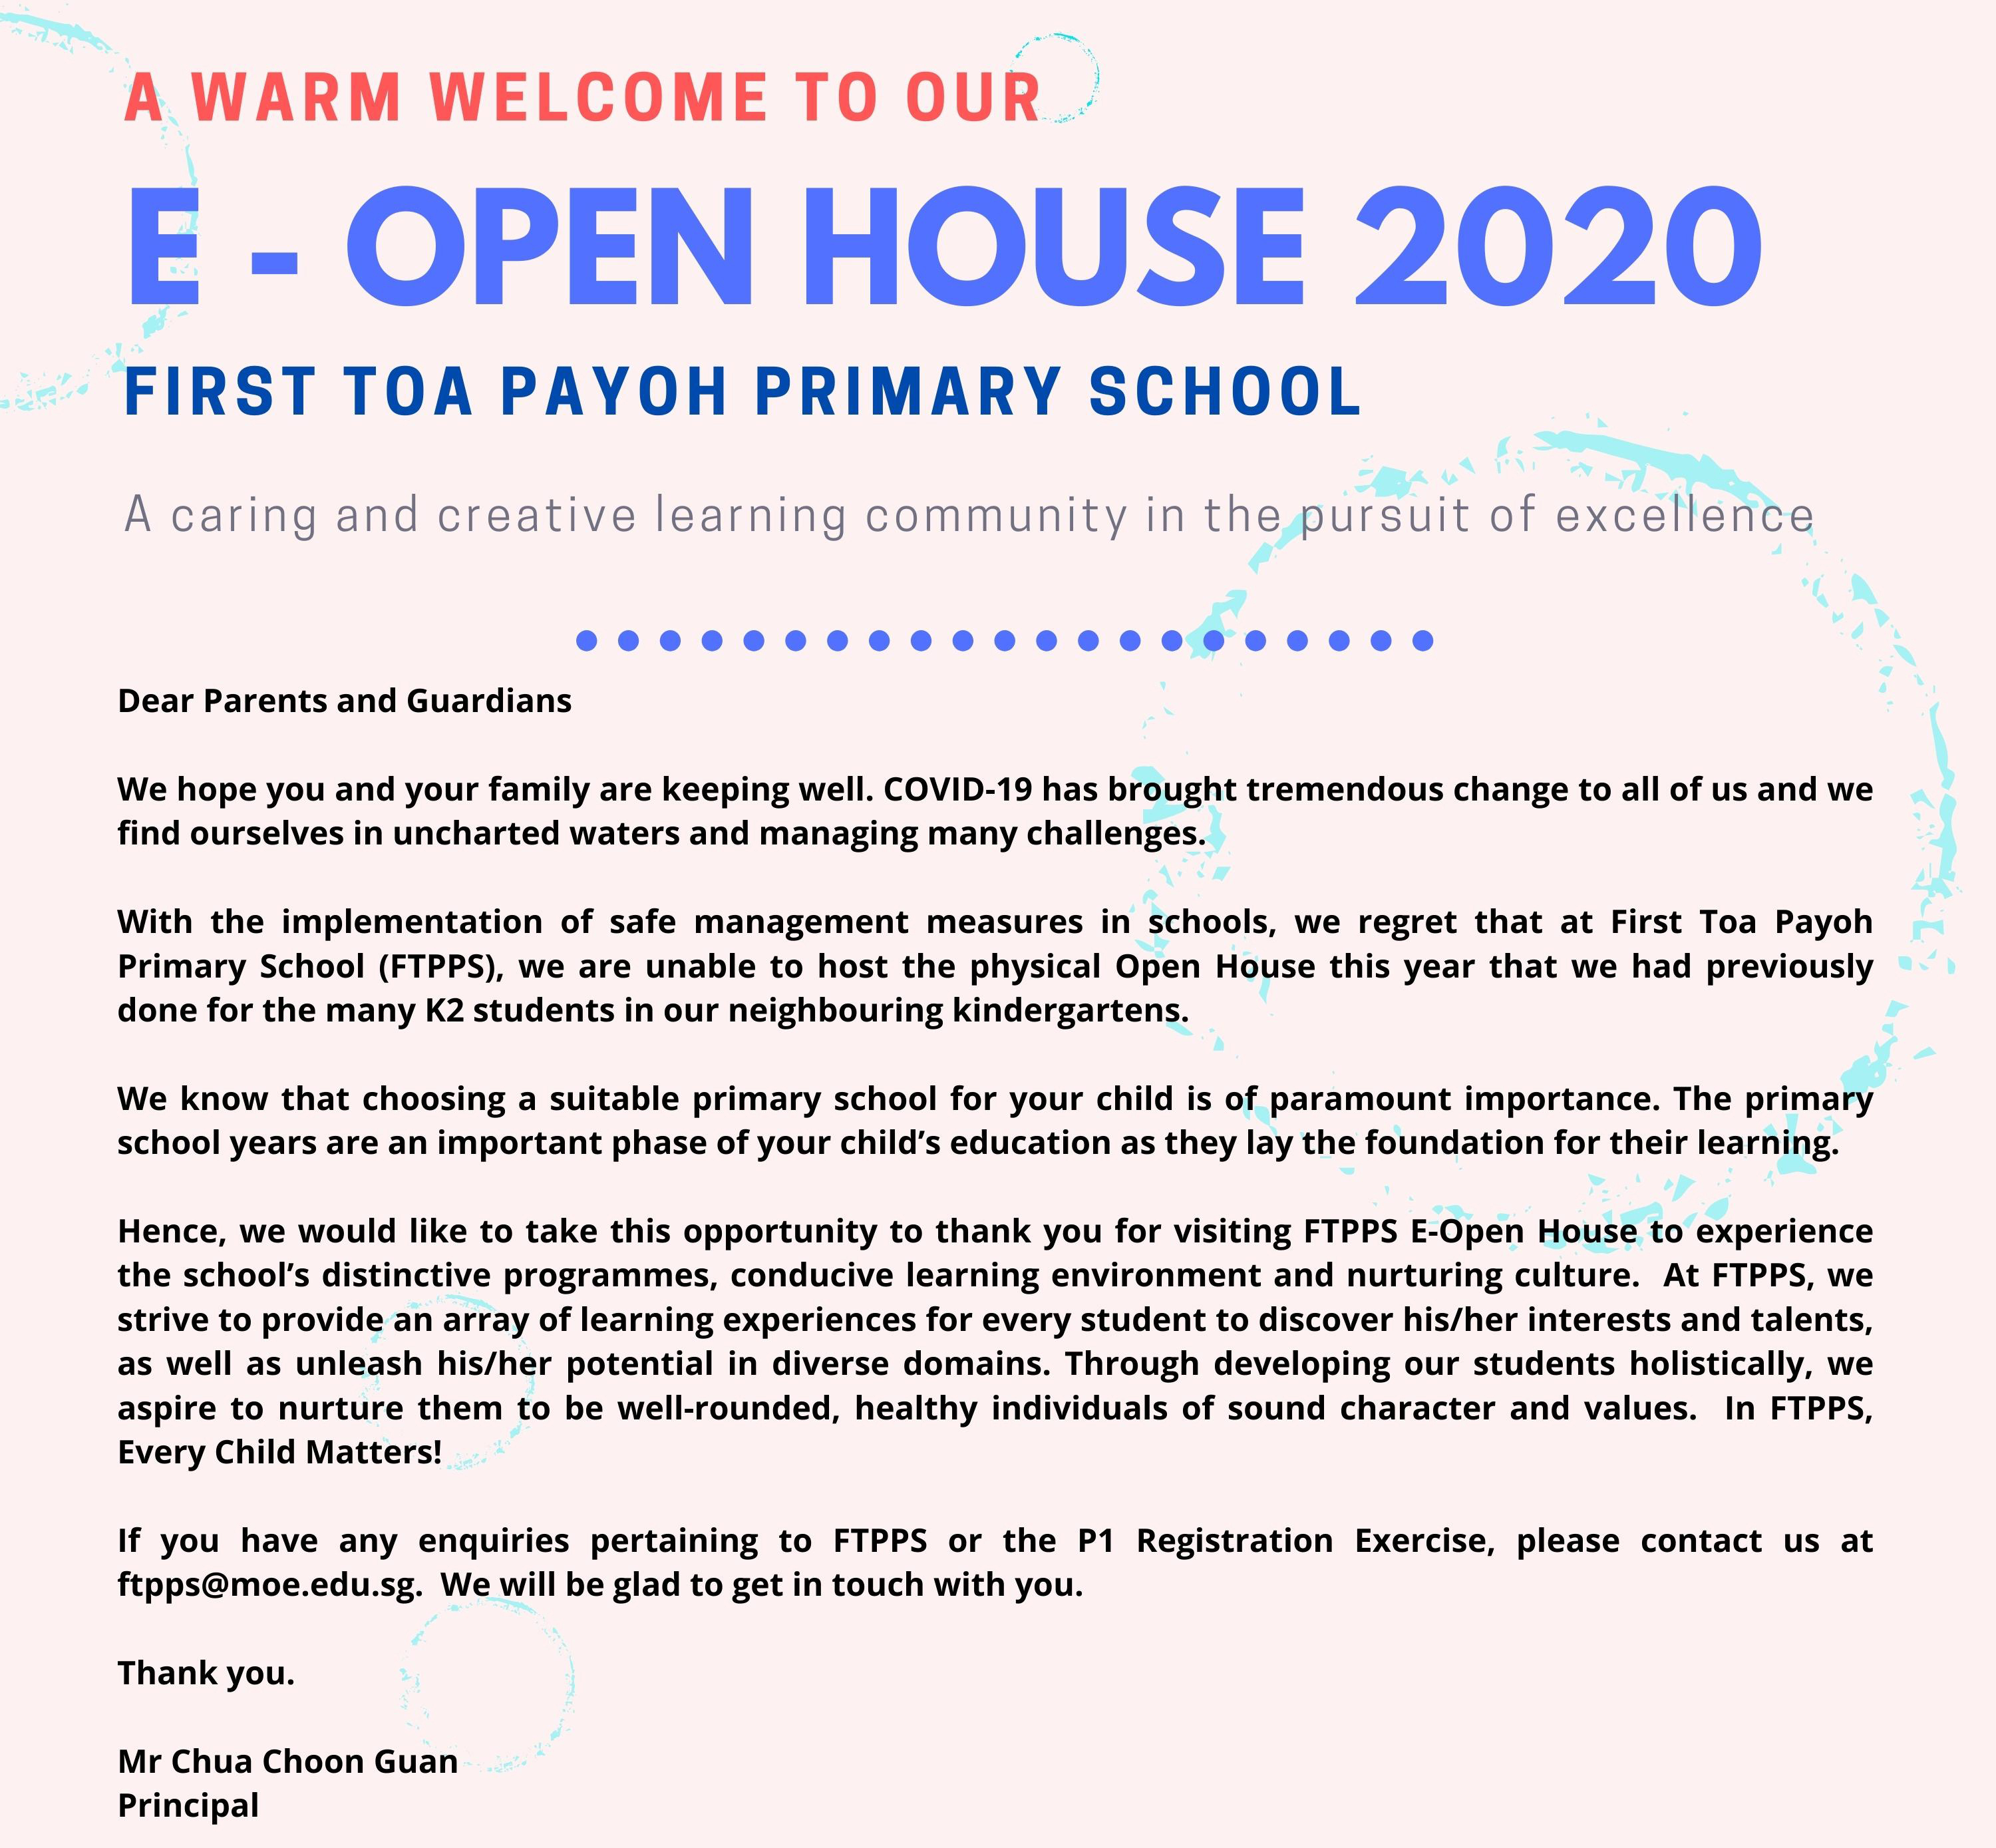 A WARM WELCOME TO OUR
E - OPEN HOUSE 2020
FIRST TOA PAYOH PRIMARY SCHOOL
A caring and creative learning community in the pursuit of excellence
Dear Parents and Guardians
We hope you and your family are keeping well. COVID-19 has brought tremendous change to all of us and we
find ourselves in uncharted waters and managing many challenges.
With the implementation of safe management measures in schools, we regret that at First Toa Payoh
Primary School (FTPPS), we are unable to host the physical Open House this year that we had previously
done for the many K2 students in our neighbouring kindergartens.
We know that choosing a suitable primary school for your child is of paramount importance. The primary
school years are an important phase of your child’s education as they lay the foundation for their learning.
Hence, we would like to take this opportunity to thank you for visiting FTPPS E-Open House to experience
the school’s distinctive programmes, conducive learning environment and nurturing culture.  At FTPPS, we
strive to provide an array of learning experiences for every student to discover his/her interests and talents,
as well as unleash his/her potential in diverse domains. Through developing our students holistically, we
aspire to nurture them to be well-rounded, healthy individuals of sound character and values.  In FTPPS,
Every Child Matters!
If you have any enquiries pertaining to FTPPS or the P1 Registration Exercise, please contact us at
ftpps@moe.edu.sg.  We will be glad to get in touch with you.
Thank you.
Mr Chua Choon Guan
Principal